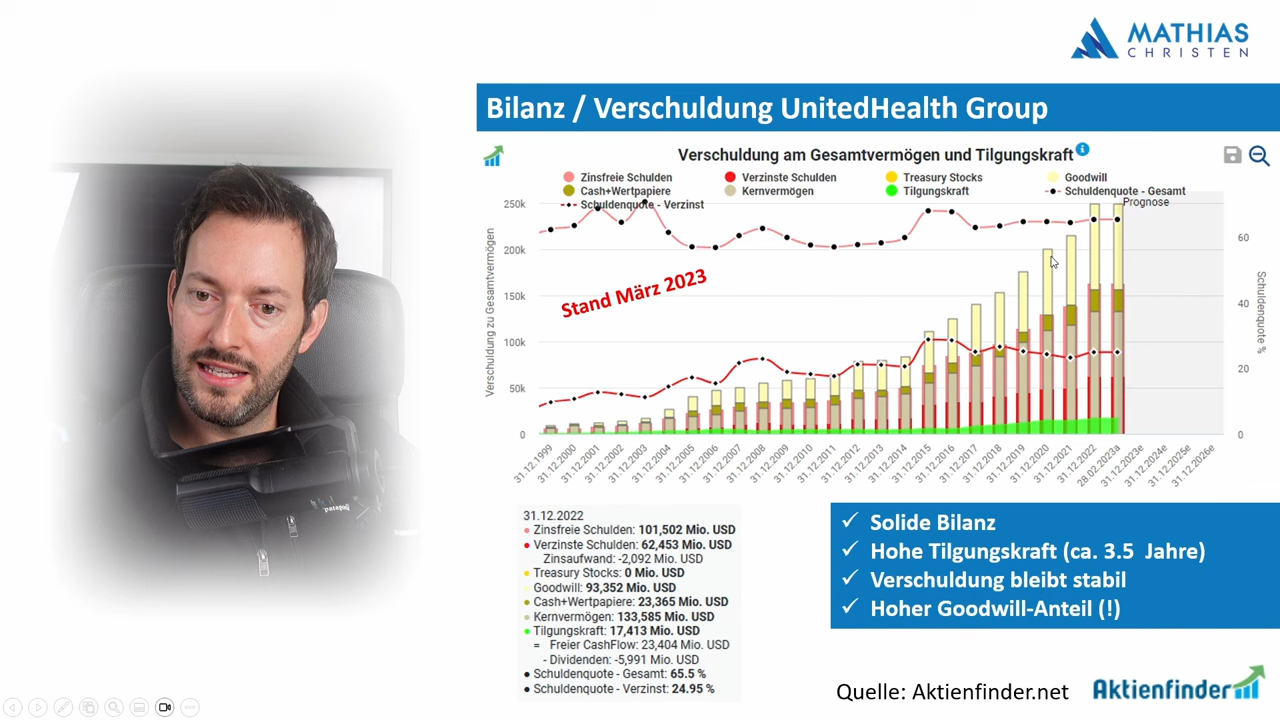 MATHIAS
CHRISTEN
Bilanz / Verschuldung UnitedHealth Group
Verschuldung am Gesamtvermögen und Tilgungskraft
Zinsfreie Schulden
Verzinste Schulden
Treasury Stocks
Goodwill
Cash+Wertpapiere
Kernvermögen
Tilgungskraft
Schuldenquote - Gesamt
Schuldenquote - Verzinst
Prognose
Verschuldung zu Gesamtvermögen
250k
200k
150k
100k
50k
0
60
40
20
0
Schuldenquote %
Stand März 2023
31.12.1999
31.12.2000
31.12.2001
31.12.2002
31.12.2003
31.12.2004
31.12.2005
31.12.2006
31.12.2007
31.12.2008
31.12.2009
31.12.2010
31.12.2011
31.12.2012
31.12.2013
31.12.2014
31.12.2015
31.12.2016
31.12.2017
31.12.2018
31.12.2019
31.12.2020
31.12.2021
31.12.2022
28.02.2023a
31.12.2023e
31.12.2024e
31.12.2025e
31.12.2026e
31.12.2022
Zinsfreie Schulden: 101,502 Mio. USD
Verzinste Schulden: 62,453 Mio. USD
Zinsaufwand: -2,092 Mio. USD
Treasury Stocks: 0 Mio. USD
Goodwill: 93,352 Mio. USD
Cash+Wertpapiere: 23,365 Mio. USD
Kernvermögen: 133,585 Mio. USD
Tilgungskraft: 17,413 Mio. USD
= Freier CashFlow: 23,404 Mio. USD
- Dividenden: -5,991 Mio. USD
Schuldenquote - Gesamt: 65.5 %
Schuldenquote - Verzinst: 24.95 %
✓ Solide Bilanz
✓ Hohe Tilgungskraft (ca. 3.5 Jahre)
✓ Verschuldung bleibt stabil
✓ Hoher Goodwill-Anteil (!)
Quelle: Aktienfinder.net
Aktienfinder